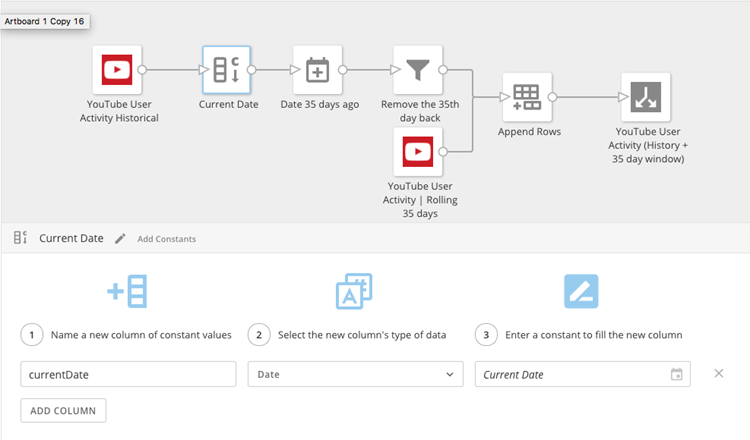 Artboard 1 Copy 16
YouTube User
Activity Historical
Current Date
Date 35 days ago
Remove the 35th
day back
Append Rows
YouTube User
Activity (History +
35 day window)
YouTube User
Activity | Rolling
35 days
Current Date
Add Constants
1 Name a new column of constant values
2 Select the new column's type of data
3 Enter a constant to fill the new column
currentDate
Date
Current Date
ADD COLUMN